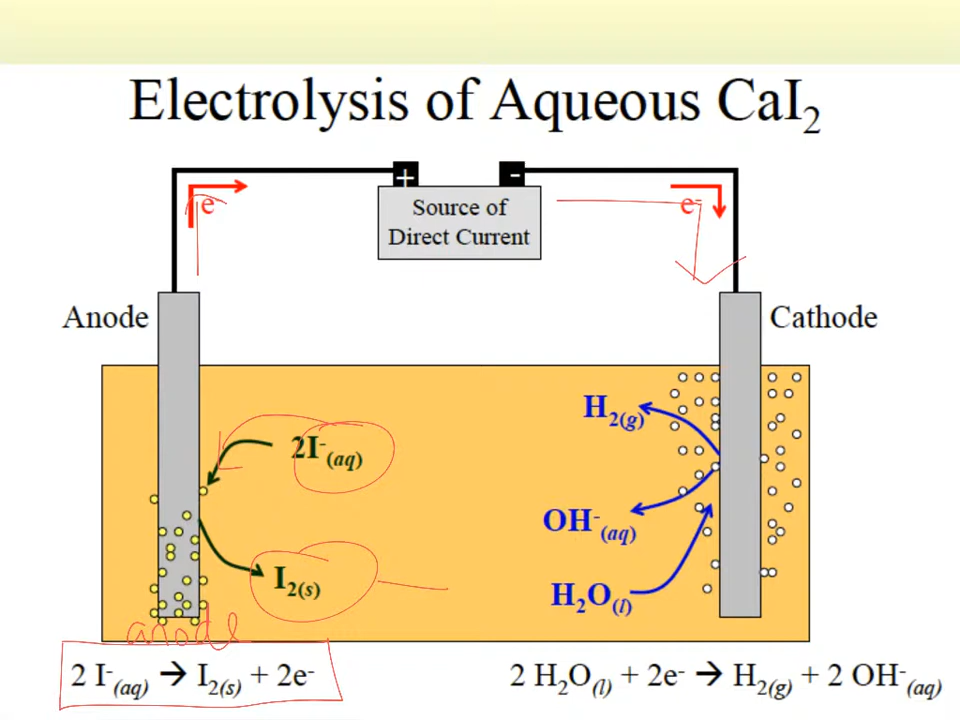 Electrolysis of Aqueous CaI₂
+ -
e⁻ Source of e⁻
Direct Current
Anode Cathode
H₂₍g₎
2I⁻(aq)
OH⁻(aq)
I₂(s)
H₂O(l)
anode
2 I⁻(aq) → I₂(s) + 2e⁻ 2 H₂O(l) + 2e⁻ → H₂(g) + 2 OH⁻(aq)